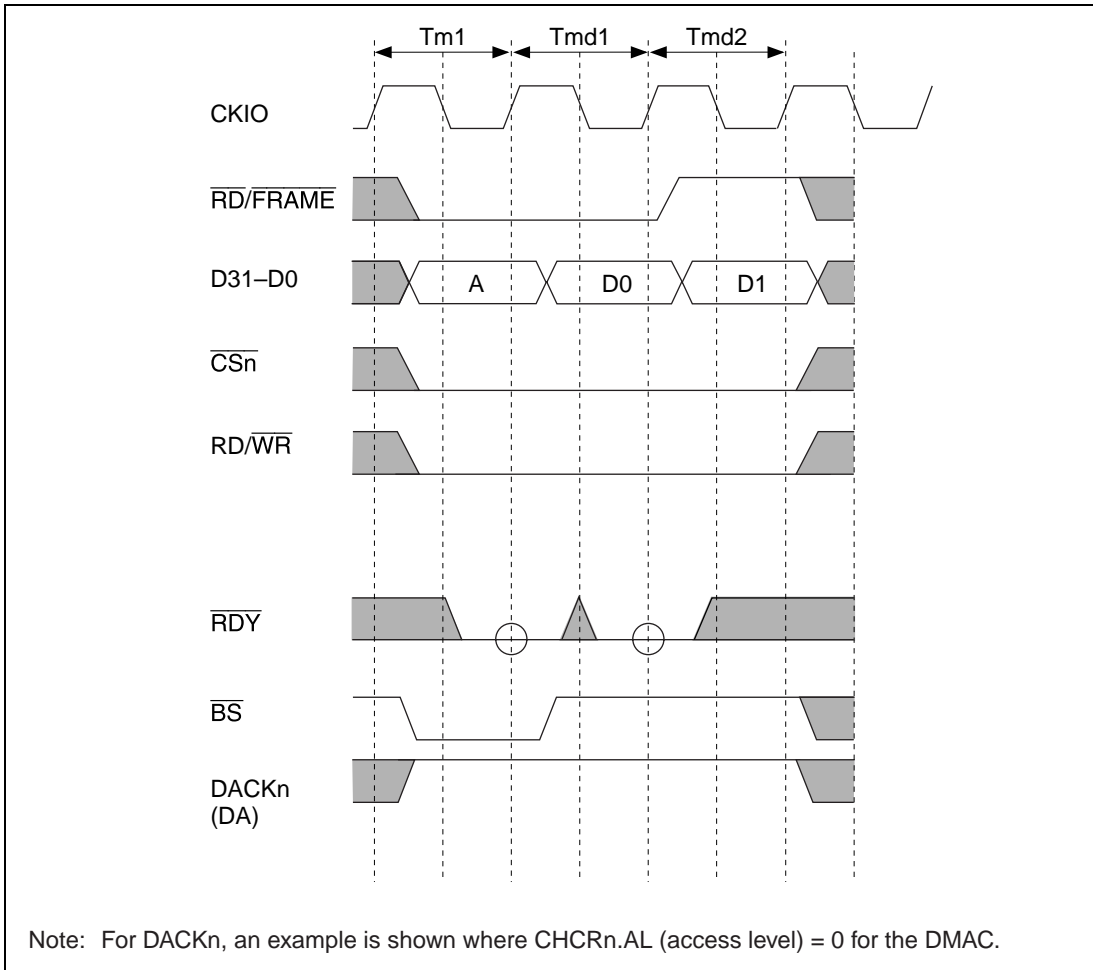 Tm1 Tmd1 Tmd2
CKIO
RD/FRAME
D31–D0 A D0 D1
CSn
RD/WR
RDY
BS
DACKn
(DA)
Note: For DACKn, an example is shown where CHCRn.AL (access level) = 0 for the DMAC.